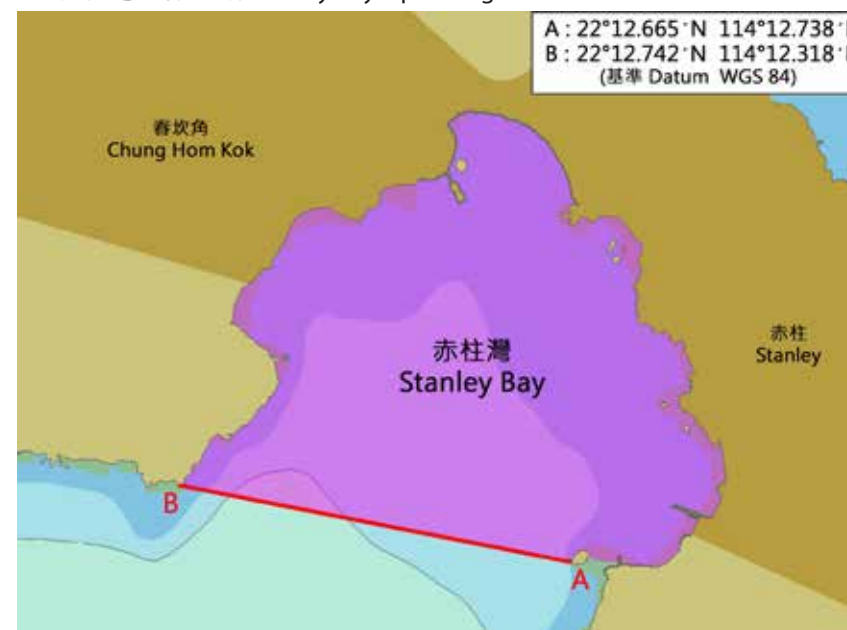 A : 22°12.665´N 114°12.738´
B : 22°12.742´N 114°12.318´
(基準 Datum WGS 84)
舂坎角
Chung Hom Kok
赤柱灣
Stanley Bay
赤柱
Stanley
B
A